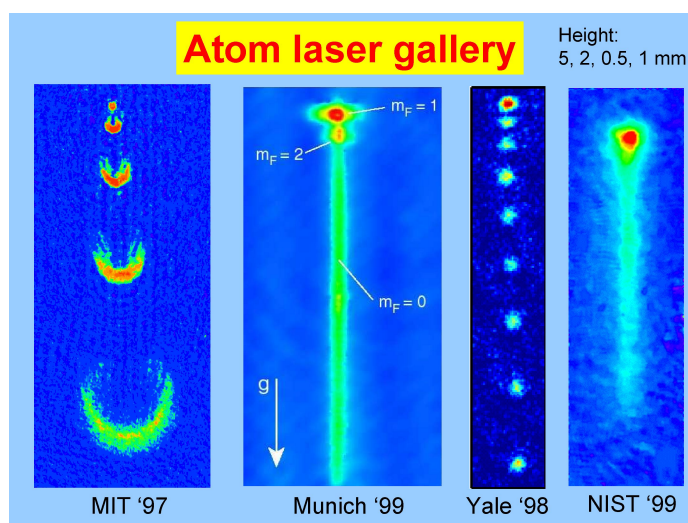 Atom laser gallery
Height:
5, 2, 0.5, 1 mm
m_F = 1
m_F = 2
m_F = 0
g
MIT ‘97
Munich ‘99
Yale ‘98
NIST ‘99